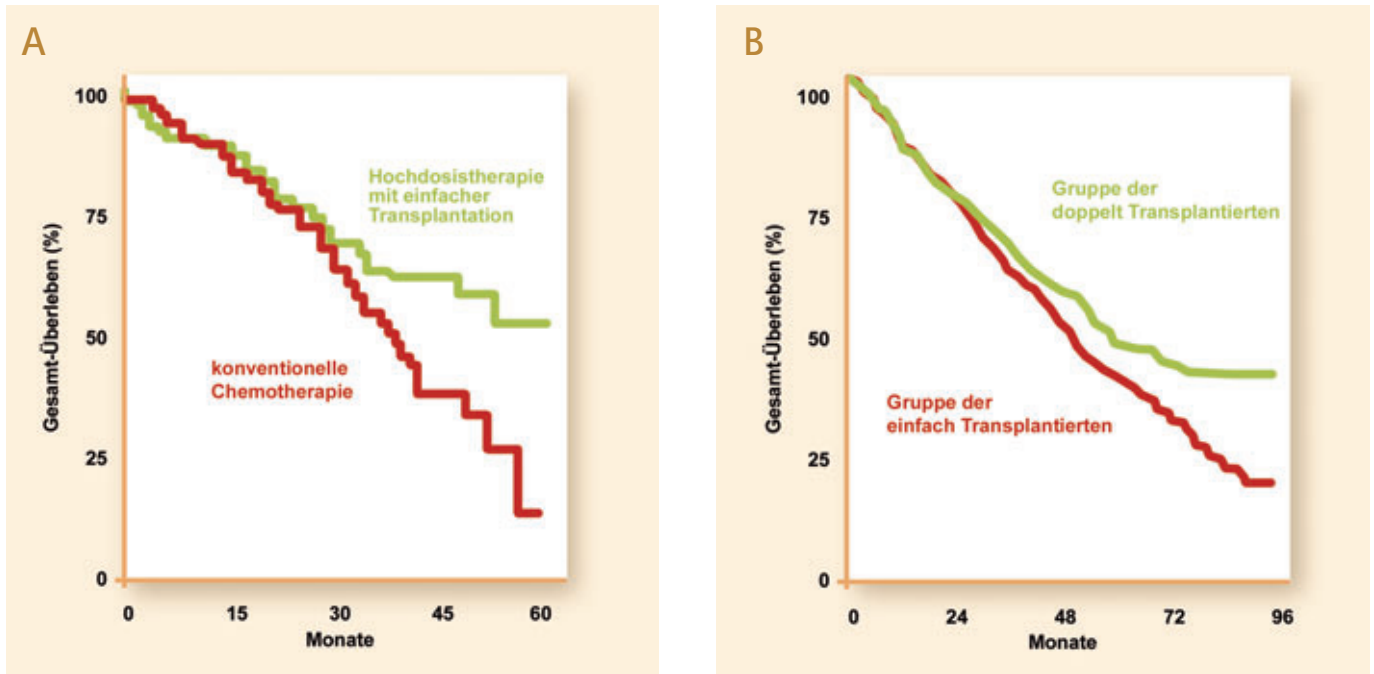 A
100
75
50
25
0
Gesamt-Überleben (%)
Hochdosistherapie
mit einfacher
Transplantation
konventionelle
Chemotherapie
0 15 30 45 60
Monate
B
100
75
50
25
0
Gesamt-Überleben (%)
Gruppe der
doppelt Transplantierten
Gruppe der
einfach Transplantierten
0 24 48 72 96
Monate